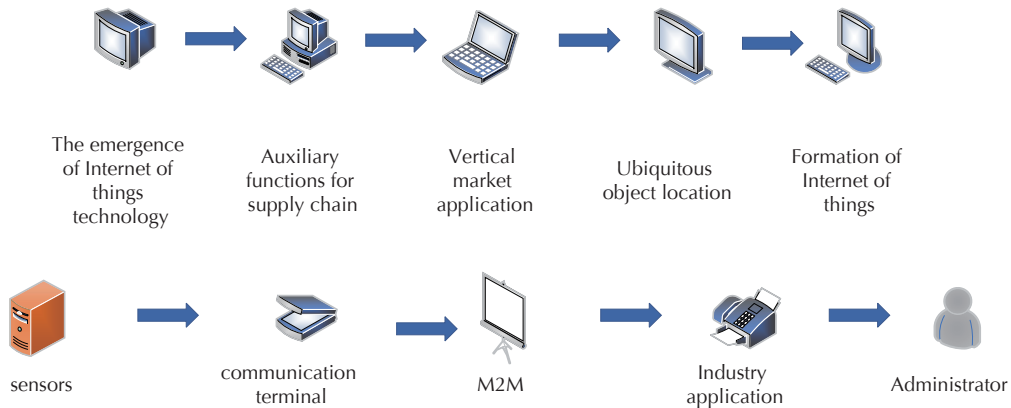 The emergence
of Internet of
things
technology
Auxiliary
functions for
supply chain
Vertical
market
application
Ubiquitous
object location
Formation of
Internet of
things
sensors
communication
terminal
M2M
Industry
application
Administrator